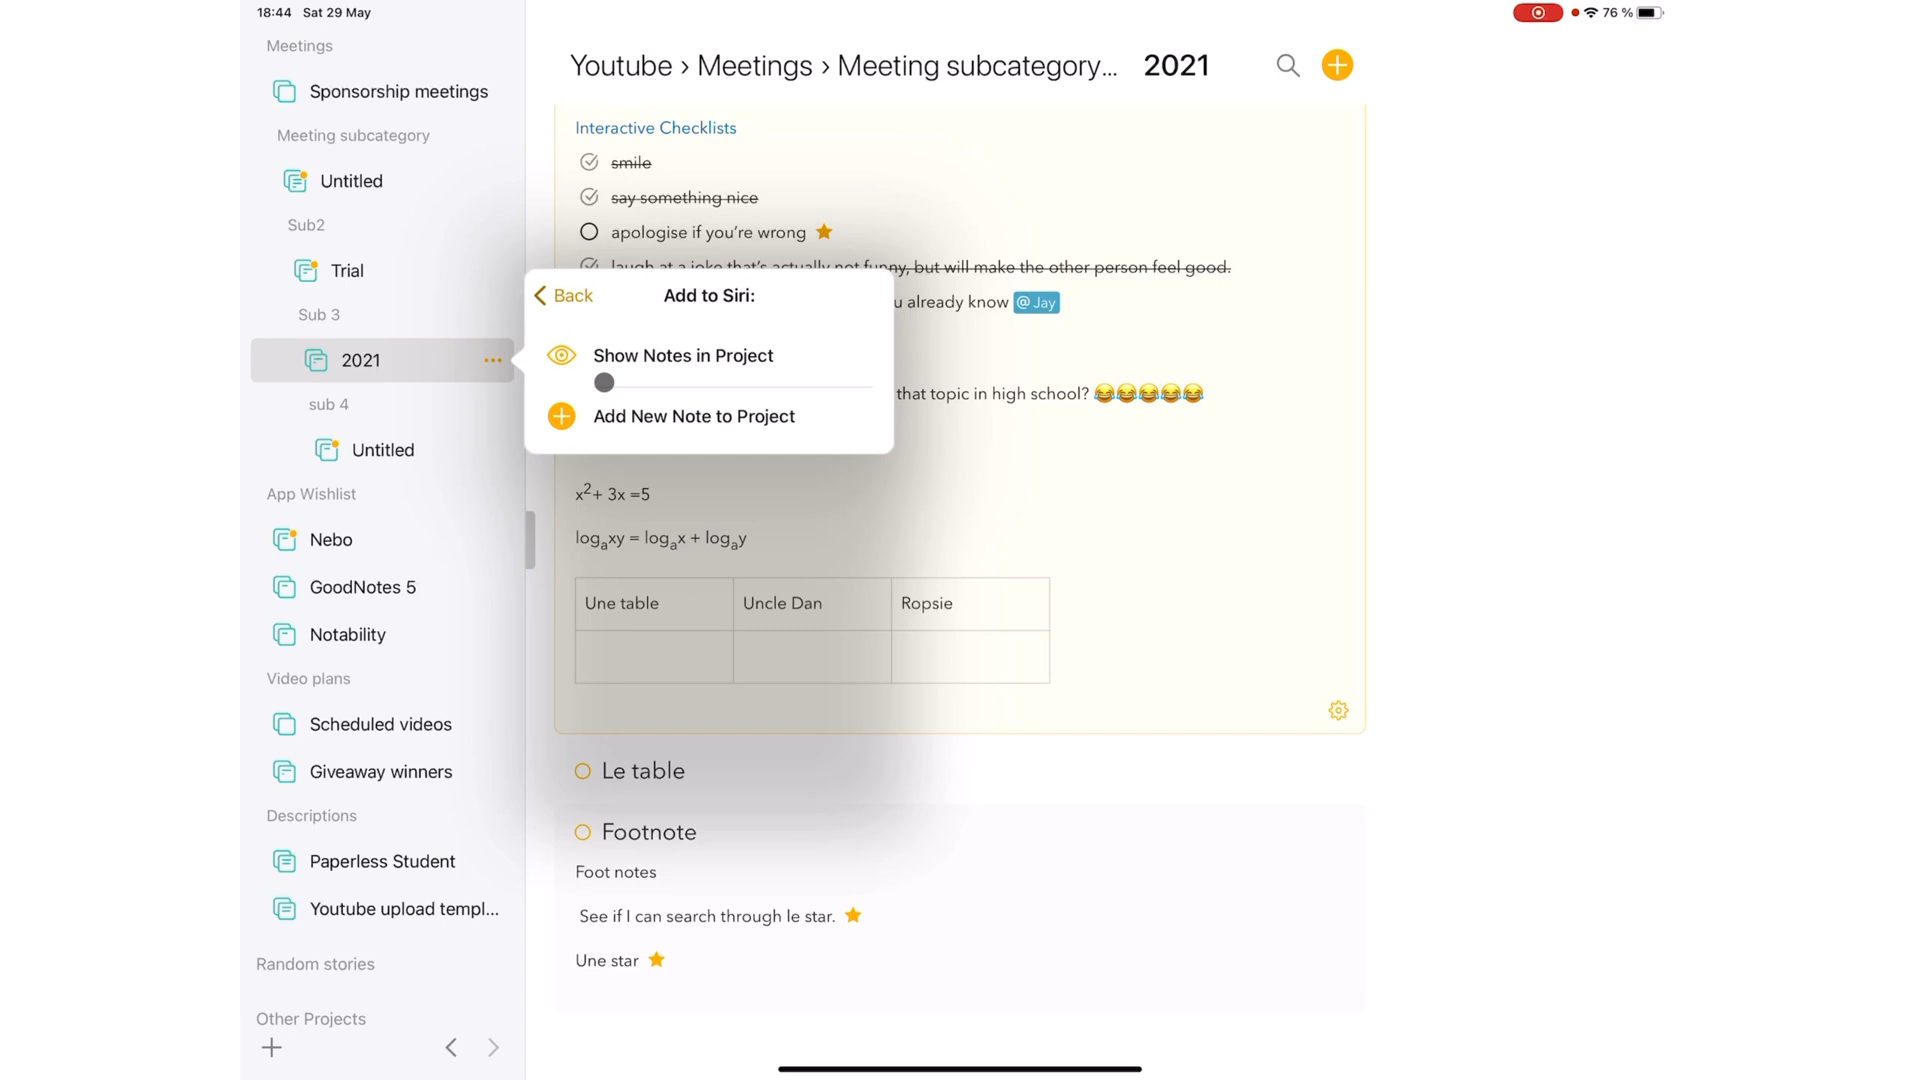 18:44 Sat 29 May
76 %
Meetings
Sponsorship meetings
Meeting subcategory
Untitled
Sub2
Trial
Sub 3
2021
sub 4
Untitled
App Wishlist
Nebo
GoodNotes 5
Notability
Video plans
Scheduled videos
Giveaway winners
Descriptions
Paperless Student
Youtube upload templ...
Random stories
Other Projects
Youtube › Meetings › Meeting subcategory... 2021
Interactive Checklists
smile
say something nice
apologise if you're wrong
laugh at a joke that's actually not funny, but will make the other person feel good.
u already know @Jay
that topic in high school? 😂😂😂😂😂
Back
Add to Siri:
Show Notes in Project
Add New Note to Project
x²+ 3x =5
logₐxy = logₐx + logₐy
Une table Uncle Dan Ropsie
Le table
Footnote
Foot notes
See if I can search through le star.
Une star